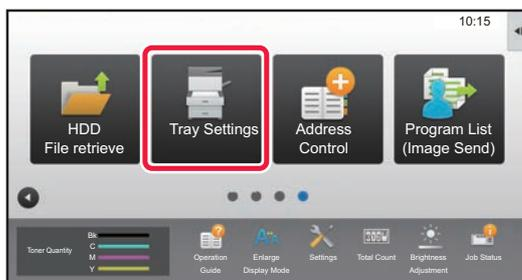 10:15
HDD
File retrieve
Tray Settings
Address
Control
Program List
(Image Send)
Toner Quantity
Bk
C
M
Y
Operation
Guide
Enlarge
Display Mode
Settings
Total Count
Brightness
Adjustment
Job Status